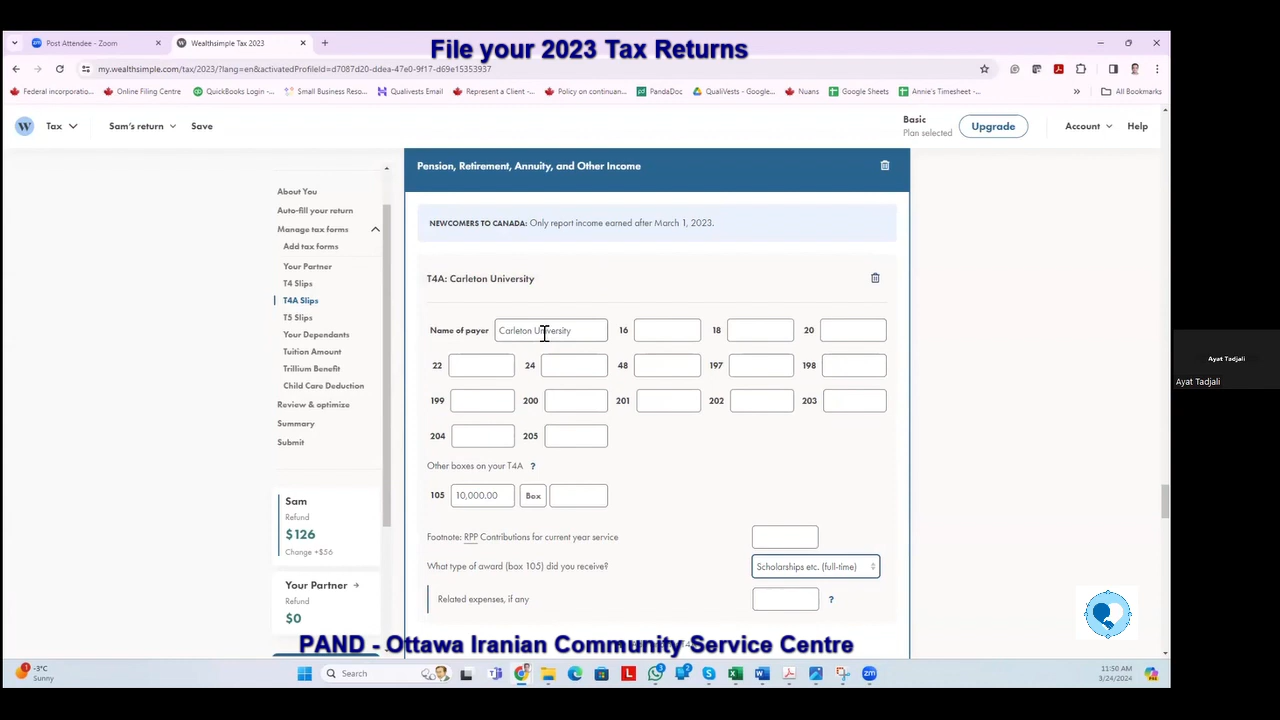 File your 2023 Tax Returns
Post Attendee - Zoom
Wealthsimple Tax 2023
my.wealthsimple.com/tax/2023/?lang=en&activatedProfileId=d7087d20-ddea-47e0-9f17-d69e15353937
Federal incorporatio... Online Filing Centre QuickBooks Login -... Small Business Reso... Qualivests Email Represent a Client -... Policy on continuan... PandaDoc QualiVests - Google... Nuans Google Sheets Annie's Timesheet -... » All Bookmarks
W Tax Sam's return Save Basic Plan selected Upgrade Account Help
About You
Auto-fill your return
Manage tax forms
Add tax forms
Your Partner
T4 Slips
T4A Slips
T5 Slips
Your Dependants
Tuition Amount
Trillium Benefit
Child Care Deduction
Review & optimize
Summary
Submit
Sam
Refund
$126
Change +$56
Your Partner →
Refund
$0
Pension, Retirement, Annuity, and Other Income
NEWCOMERS TO CANADA: Only report income earned after March 1, 2023.
T4A: Carleton University
Name of payer Carleton University 16 18 20
22 24 48 197 198
199 200 201 202 203
204 205
Other boxes on your T4A ?
105 10,000.00 Box
Footnote: RPP Contributions for current year service
What type of award (box 105) did you receive? Scholarships etc. (full-time)
Related expenses, if any ?
Ayat Tadjali
Ayat Tadjali
PAND - Ottawa Iranian Community Service Centre
-3°C
Sunny
Search
11:50 AM
3/24/2024